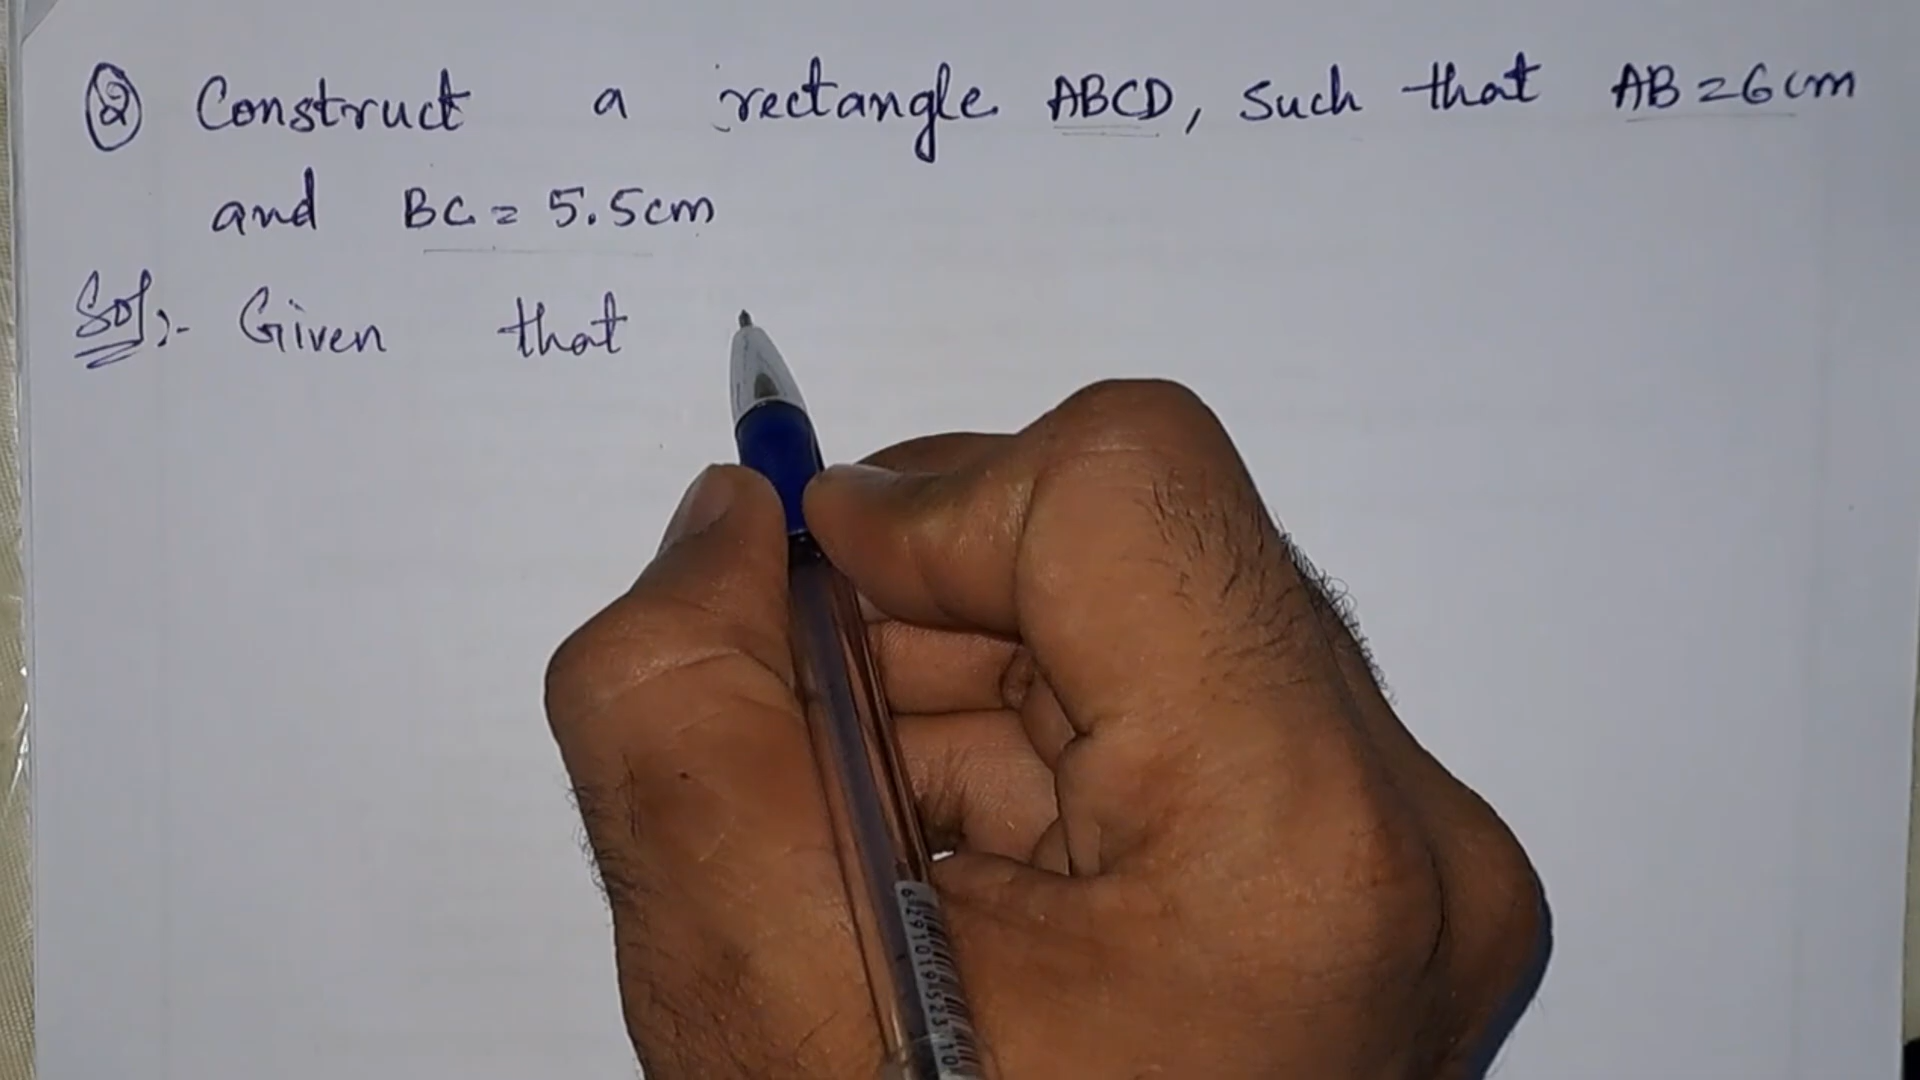 ② Construct a rectangle ABCD, such that AB = 6cm
and BC = 5.5cm
Sol:- Given that